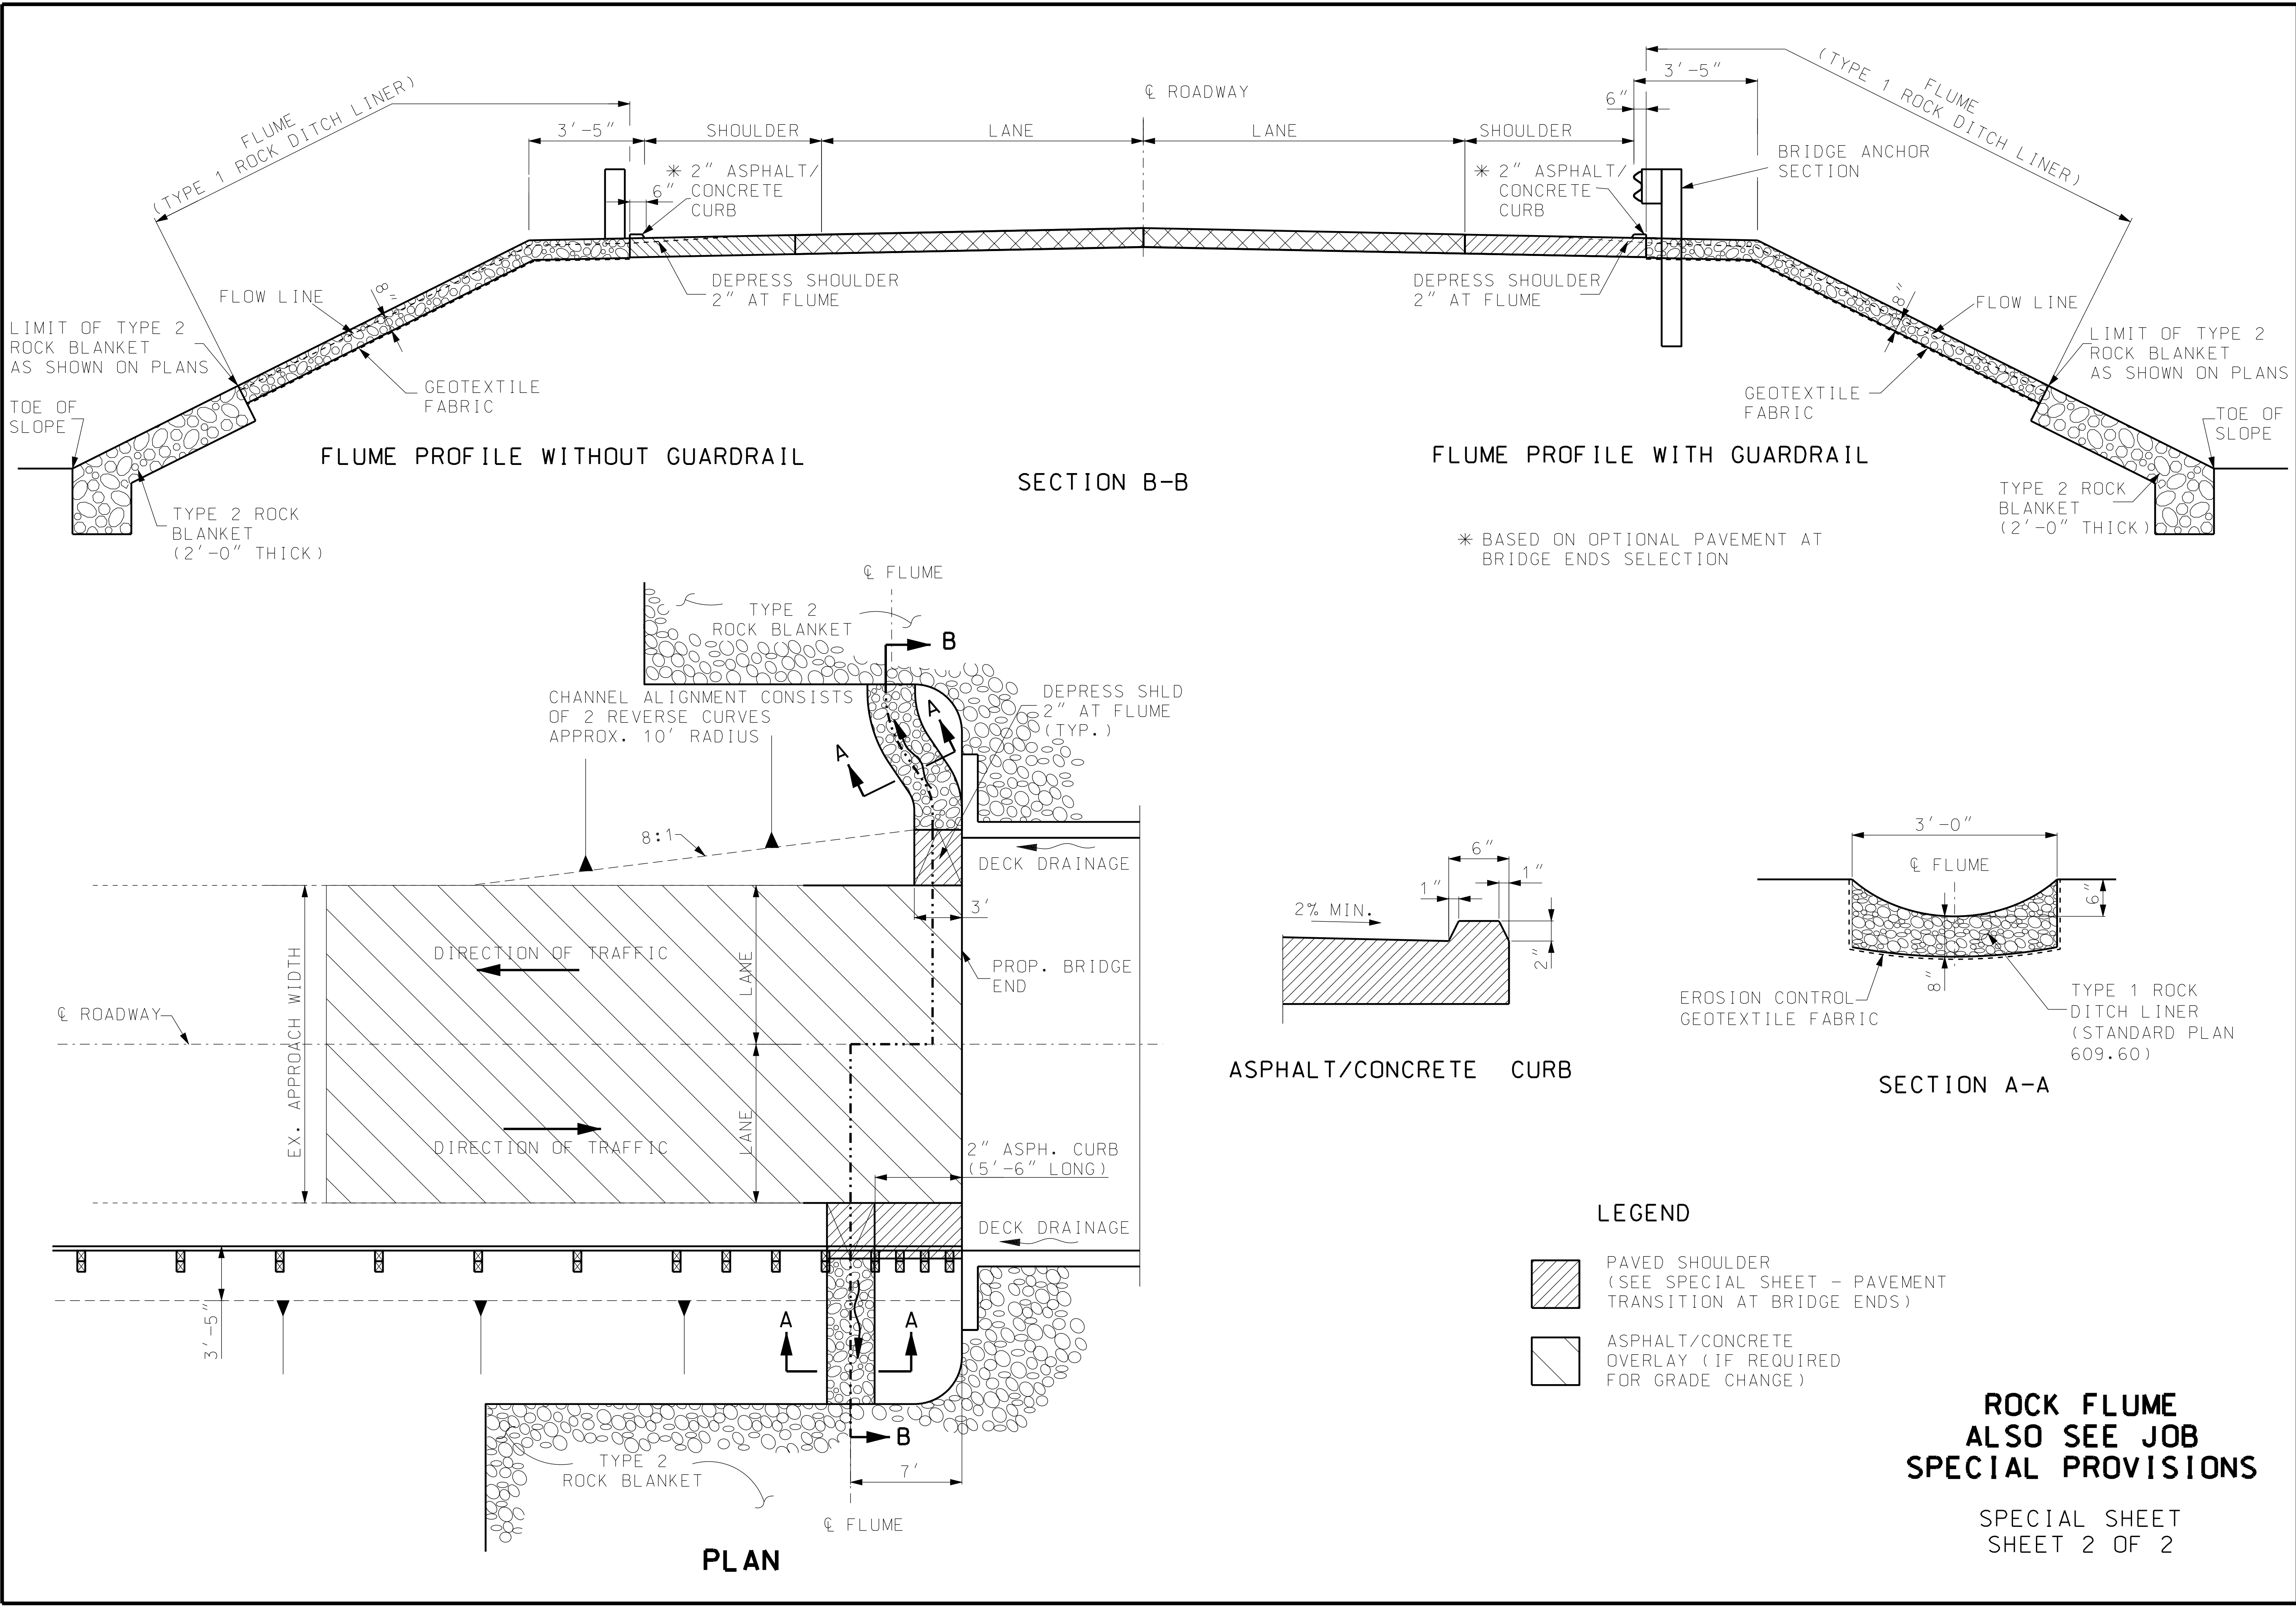 FLUME
(TYPE 1 ROCK DITCH LINER)
3'-5"
SHOULDER
LANE
℄ ROADWAY
LANE
SHOULDER
3'-5"
6"
FLUME
(TYPE 1 ROCK DITCH LINER)
6"
✳ 2" ASPHALT/
CONCRETE
CURB
✳ 2" ASPHALT/
CONCRETE
CURB
BRIDGE ANCHOR
SECTION
DEPRESS SHOULDER
2" AT FLUME
DEPRESS SHOULDER
2" AT FLUME
FLOW LINE
8"
8"
FLOW LINE
LIMIT OF TYPE 2
ROCK BLANKET
AS SHOWN ON PLANS
LIMIT OF TYPE 2
ROCK BLANKET
AS SHOWN ON PLANS
GEOTEXTILE
FABRIC
GEOTEXTILE
FABRIC
TOE OF
SLOPE
TOE OF
SLOPE
FLUME PROFILE WITHOUT GUARDRAIL
FLUME PROFILE WITH GUARDRAIL
SECTION B-B
TYPE 2 ROCK
BLANKET
(2'-0" THICK)
TYPE 2 ROCK
BLANKET
(2'-0" THICK)
✳ BASED ON OPTIONAL PAVEMENT AT
BRIDGE ENDS SELECTION
℄ FLUME
TYPE 2
ROCK BLANKET
B
CHANNEL ALIGNMENT CONSISTS
OF 2 REVERSE CURVES
APPROX. 10' RADIUS
DEPRESS SHLD
2" AT FLUME
(TYP.)
A
A
8:1
DECK DRAINAGE
3'
DIRECTION OF TRAFFIC
LANE
PROP. BRIDGE
END
EX. APPROACH WIDTH
℄ ROADWAY
DIRECTION OF TRAFFIC
LANE
2" ASPH. CURB
(5'-6" LONG)
DECK DRAINAGE
3'-5"
A
A
B
TYPE 2
ROCK BLANKET
7'
℄ FLUME
PLAN
6"
1"
1"
2% MIN.
2"
ASPHALT/CONCRETE CURB
3'-0"
℄ FLUME
6"
8"
EROSION CONTROL
GEOTEXTILE FABRIC
TYPE 1 ROCK
DITCH LINER
(STANDARD PLAN
609.60)
SECTION A-A
LEGEND
PAVED SHOULDER
(SEE SPECIAL SHEET - PAVEMENT
TRANSITION AT BRIDGE ENDS)
ASPHALT/CONCRETE
OVERLAY (IF REQUIRED
FOR GRADE CHANGE)
ROCK FLUME
ALSO SEE JOB
SPECIAL PROVISIONS
SPECIAL SHEET
SHEET 2 OF 2